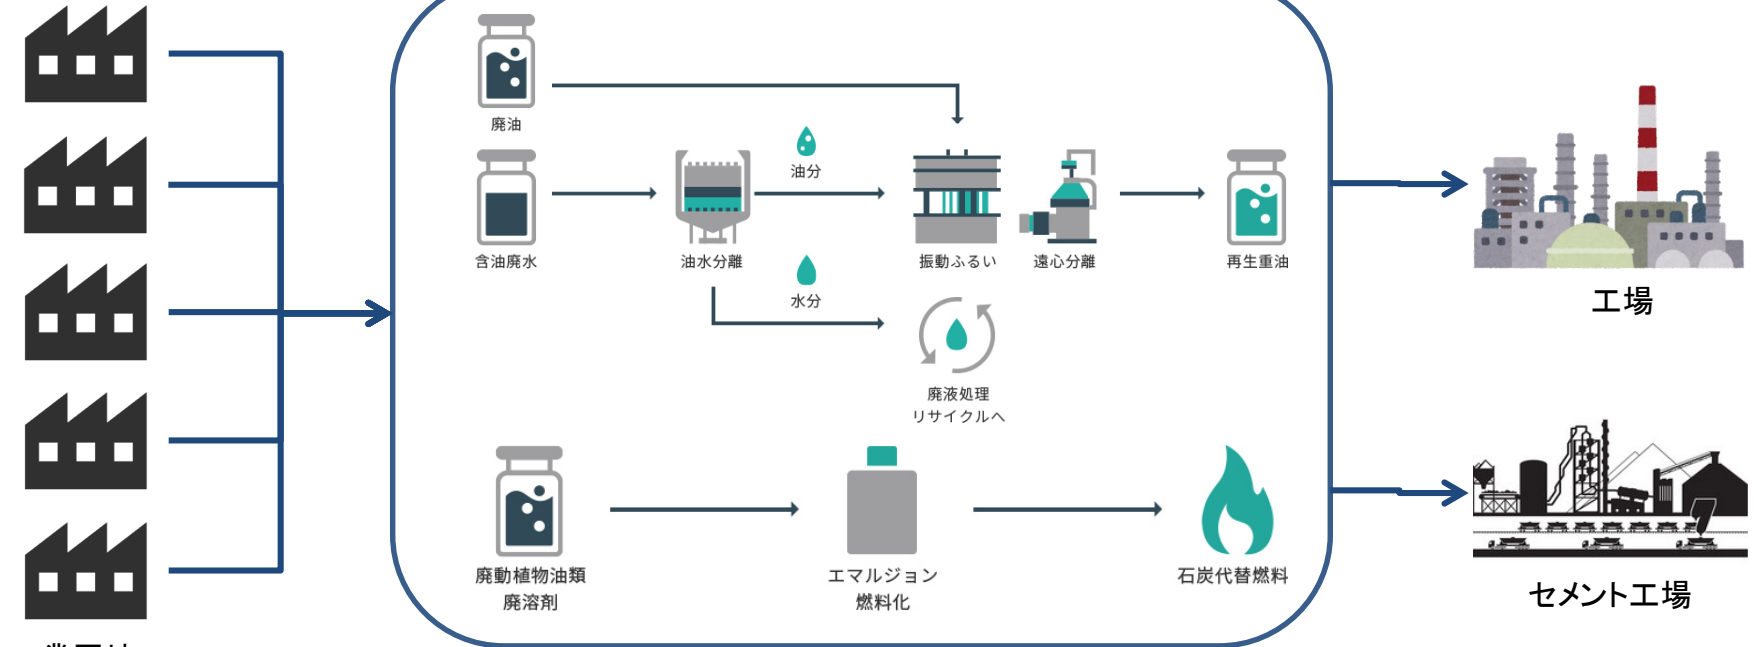 廃油
油分
含油廃水
油水分離
振動ふるい
遠心分離
再生重油
水分
廃液処理
リサイクルへ
廃動植物油類
廃溶剤
エマルジョン
燃料化
石炭代替燃料
工場
セメント工場